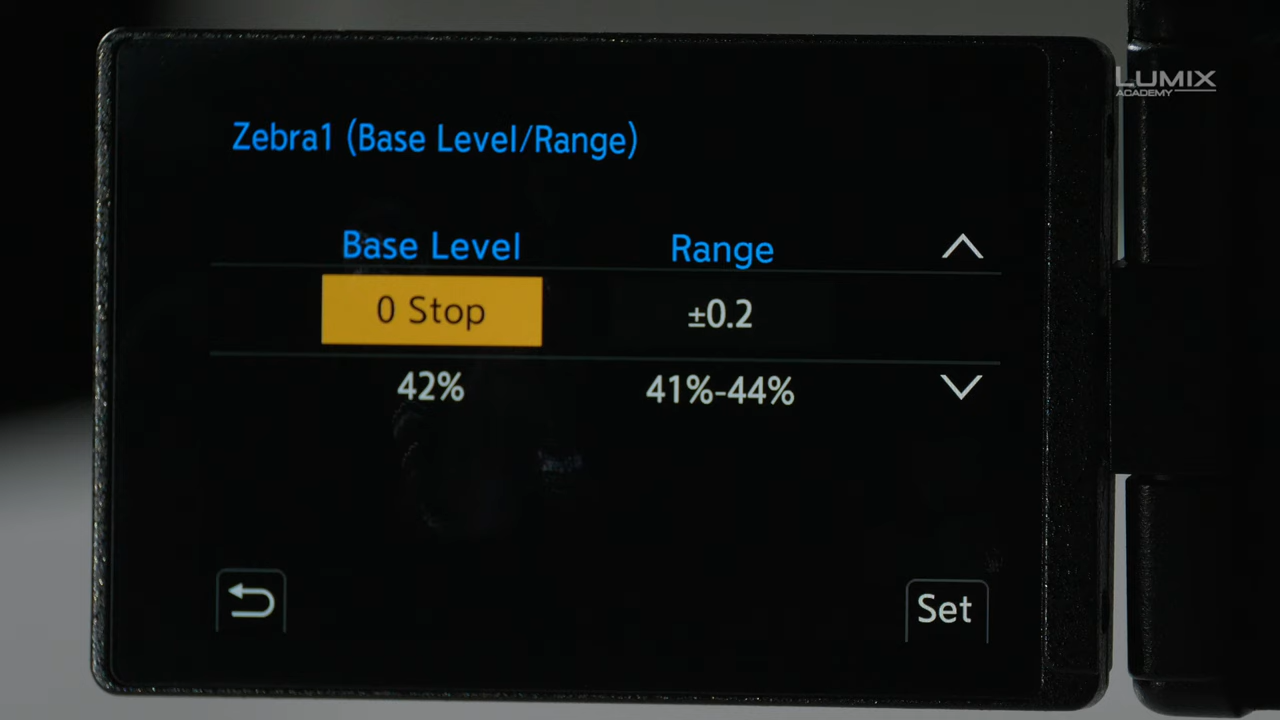 LUMIX
ACADEMY
Zebra1 (Base Level/Range)
Base Level Range
0 Stop ±0.2
42% 41%-44%
Set